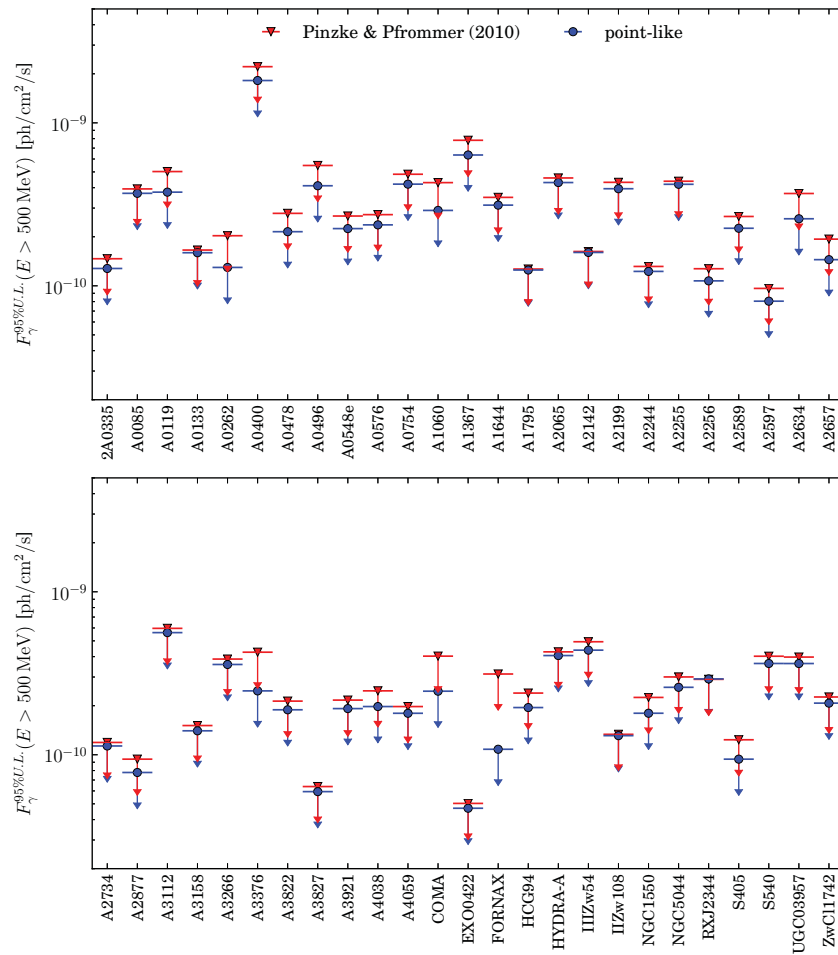 Pinzke & Pfrommer (2010) point-like
F_γ^{95%U.L.}(E > 500 MeV) [ph/cm²/s]
10⁻⁹
10⁻¹⁰
2A0335 A0085 A0119 A0133 A0262 A0400 A0478 A0496 A0548e A0576 A0754 A1060 A1367 A1644 A1795 A2065 A2142 A2199 A2244 A2255 A2256 A2589 A2597 A2634 A2657
F_γ^{95%U.L.}(E > 500 MeV) [ph/cm²/s]
10⁻⁹
10⁻¹⁰
A2734 A2877 A3112 A3158 A3266 A3376 A3822 A3827 A3921 A4038 A4059 COMA EXO0422 FORNAX HCG94 HYDRA-A IIIZw54 IIZw108 NGC1550 NGC5044 RXJ2344 S405 S540 UGC03957 ZwCl1742